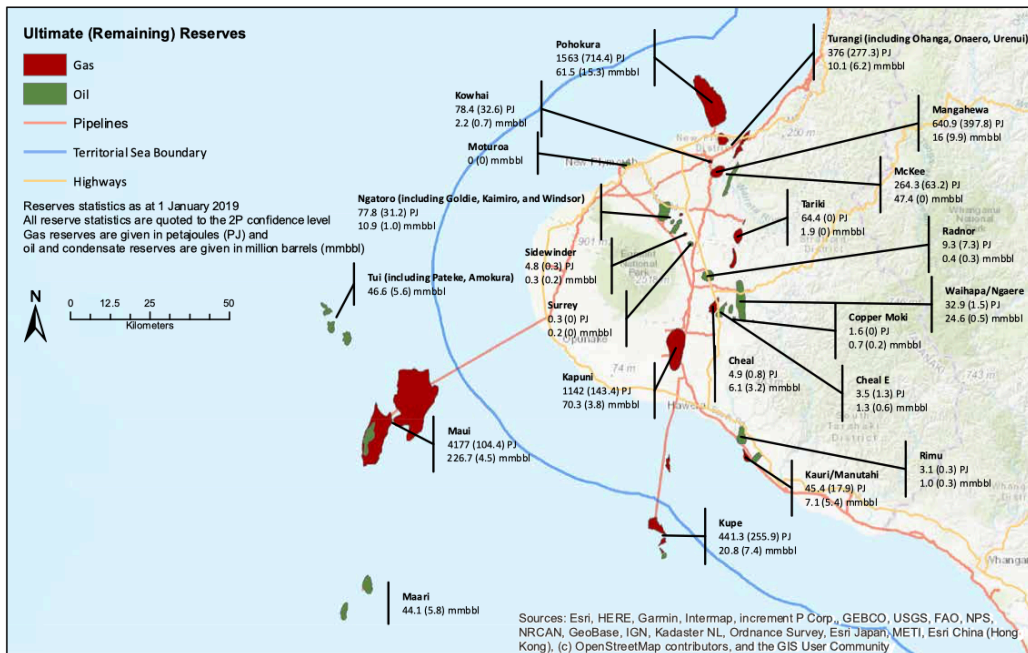 Ultimate (Remaining) Reserves
Gas
Oil
Pipelines
Territorial Sea Boundary
Highways
Reserves statistics as at 1 January 2019
All reserve statistics are quoted to the 2P confidence level
Gas reserves are given in petajoules (PJ) and
oil and condensate reserves are given in million barrels (mmbbl)
N
0 12.5 25 50
Kilometers
Pohokura
1563 (714.4) PJ
61.5 (15.3) mmbbl
Turangi (including Ohanga, Onaero, Urenui)
376 (277.3) PJ
10.1 (6.2) mmbbl
Kowhai
78.4 (32.6) PJ
2.2 (0.7) mmbbl
Mangahewa
640.9 (397.8) PJ
16 (9.9) mmbbl
Moturoa
0 (0) mmbbl
McKee
264.3 (63.2) PJ
47.4 (0) mmbbl
Ngatoro (including Goldie, Kaimiro, and Windsor)
77.8 (31.2) PJ
10.9 (1.0) mmbbl
Tariki
64.4 (0) PJ
1.9 (0) mmbbl
Sidewinder
4.8 (0.3) PJ
0.3 (0.2) mmbbl
Radnor
9.3 (7.3) PJ
0.4 (0.3) mmbbl
Tui (including Pateke, Amokura)
46.6 (5.6) mmbbl
Surrey
0.3 (0) PJ
0.2 (0) mmbbl
Waihapa/Ngaere
32.9 (1.5) PJ
24.6 (0.5) mmbbl
Copper Moki
1.6 (0) PJ
0.7 (0.2) mmbbl
Kapuni
1142 (143.4) PJ
70.3 (3.8) mmbbl
Cheal
4.9 (0.8) PJ
6.1 (3.2) mmbbl
Cheal E
3.5 (1.3) PJ
1.3 (0.6) mmbbl
Maui
4177 (104.4) PJ
226.7 (4.5) mmbbl
Rimu
3.1 (0.3) PJ
1.0 (0.3) mmbbl
Kauri/Manutahi
45.4 (17.9) PJ
7.1 (5.4) mmbbl
Kupe
441.3 (255.9) PJ
20.8 (7.4) mmbbl
Maari
44.1 (5.8) mmbbl
New Plymouth
District
250 m
901 m
National
Park
Opunake
74 m
Hawera
743 m
District
Sources: Esri, HERE, Garmin, Intermap, increment P Corp., GEBCO, USGS, FAO, NPS,
NRCAN, GeoBase, IGN, Kadaster NL, Ordnance Survey, Esri Japan, METI, Esri China (Hong
Kong), (c) OpenStreetMap contributors, and the GIS User Community